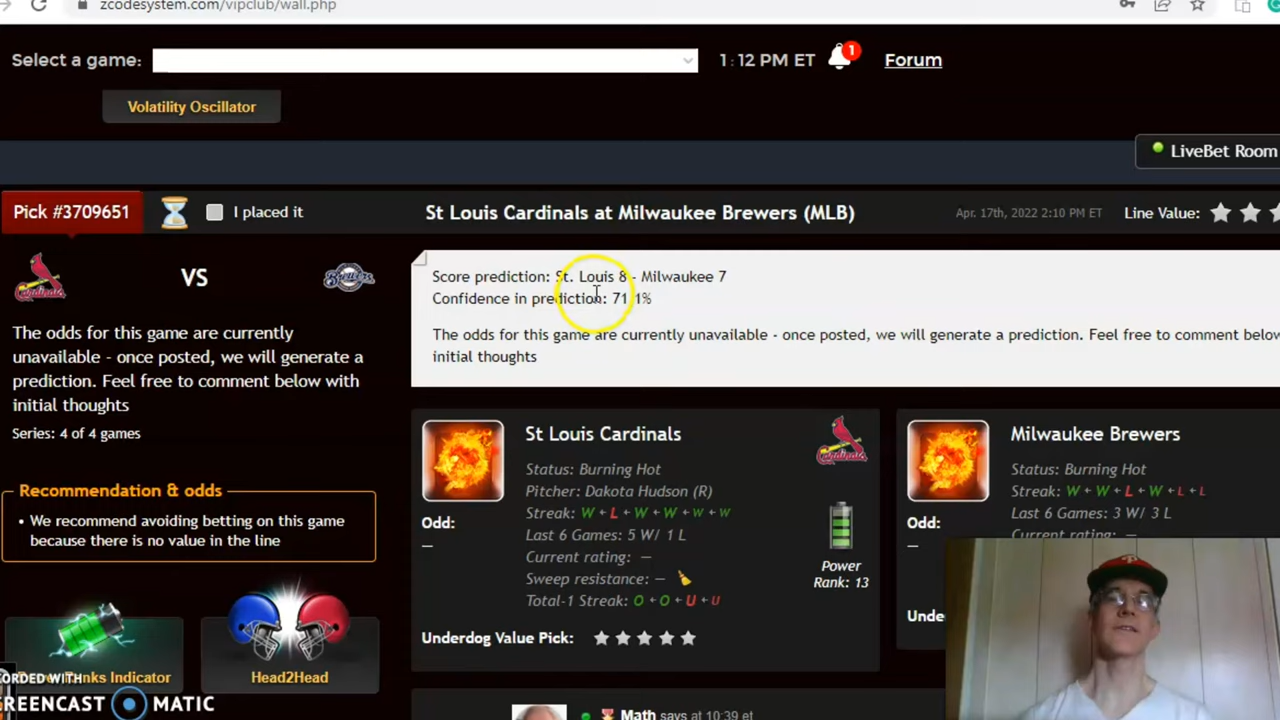 zcodesystem.com/vipclub/wall.php
Select a game:
1:12 PM ET
1
Forum
Volatility Oscillator
LiveBet Room
Pick #3709651
I placed it
St Louis Cardinals at Milwaukee Brewers (MLB)
Apr. 17th, 2022 2:10 PM ET
Line Value:
VS
The odds for this game are currently
unavailable - once posted, we will generate a
prediction. Feel free to comment below with
initial thoughts
Series: 4 of 4 games
Recommendation & odds
• We recommend avoiding betting on this game
because there is no value in the line
Indicator
Head2Head
Score prediction: St. Louis 8 - Milwaukee 7
Confidence in prediction: 71.1%
The odds for this game are currently unavailable - once posted, we will generate a prediction. Feel free to comment below
initial thoughts
St Louis Cardinals
Cardinals
Status: Burning Hot
Pitcher: Dakota Hudson (R)
Streak: W ← L ← W ← W ← W ← W
Last 6 Games: 5 W/ 1 L
Current rating: —
Sweep resistance: —
Total-1 Streak: O ← O ← U ← U
Odd:
—
Power
Rank: 13
Underdog Value Pick:
Milwaukee Brewers
Status: Burning Hot
Streak: W ← W ← L ← W ← L ← L
Last 6 Games: 3 W/ 3 L
Odd:
—
Math says at 10:39 et